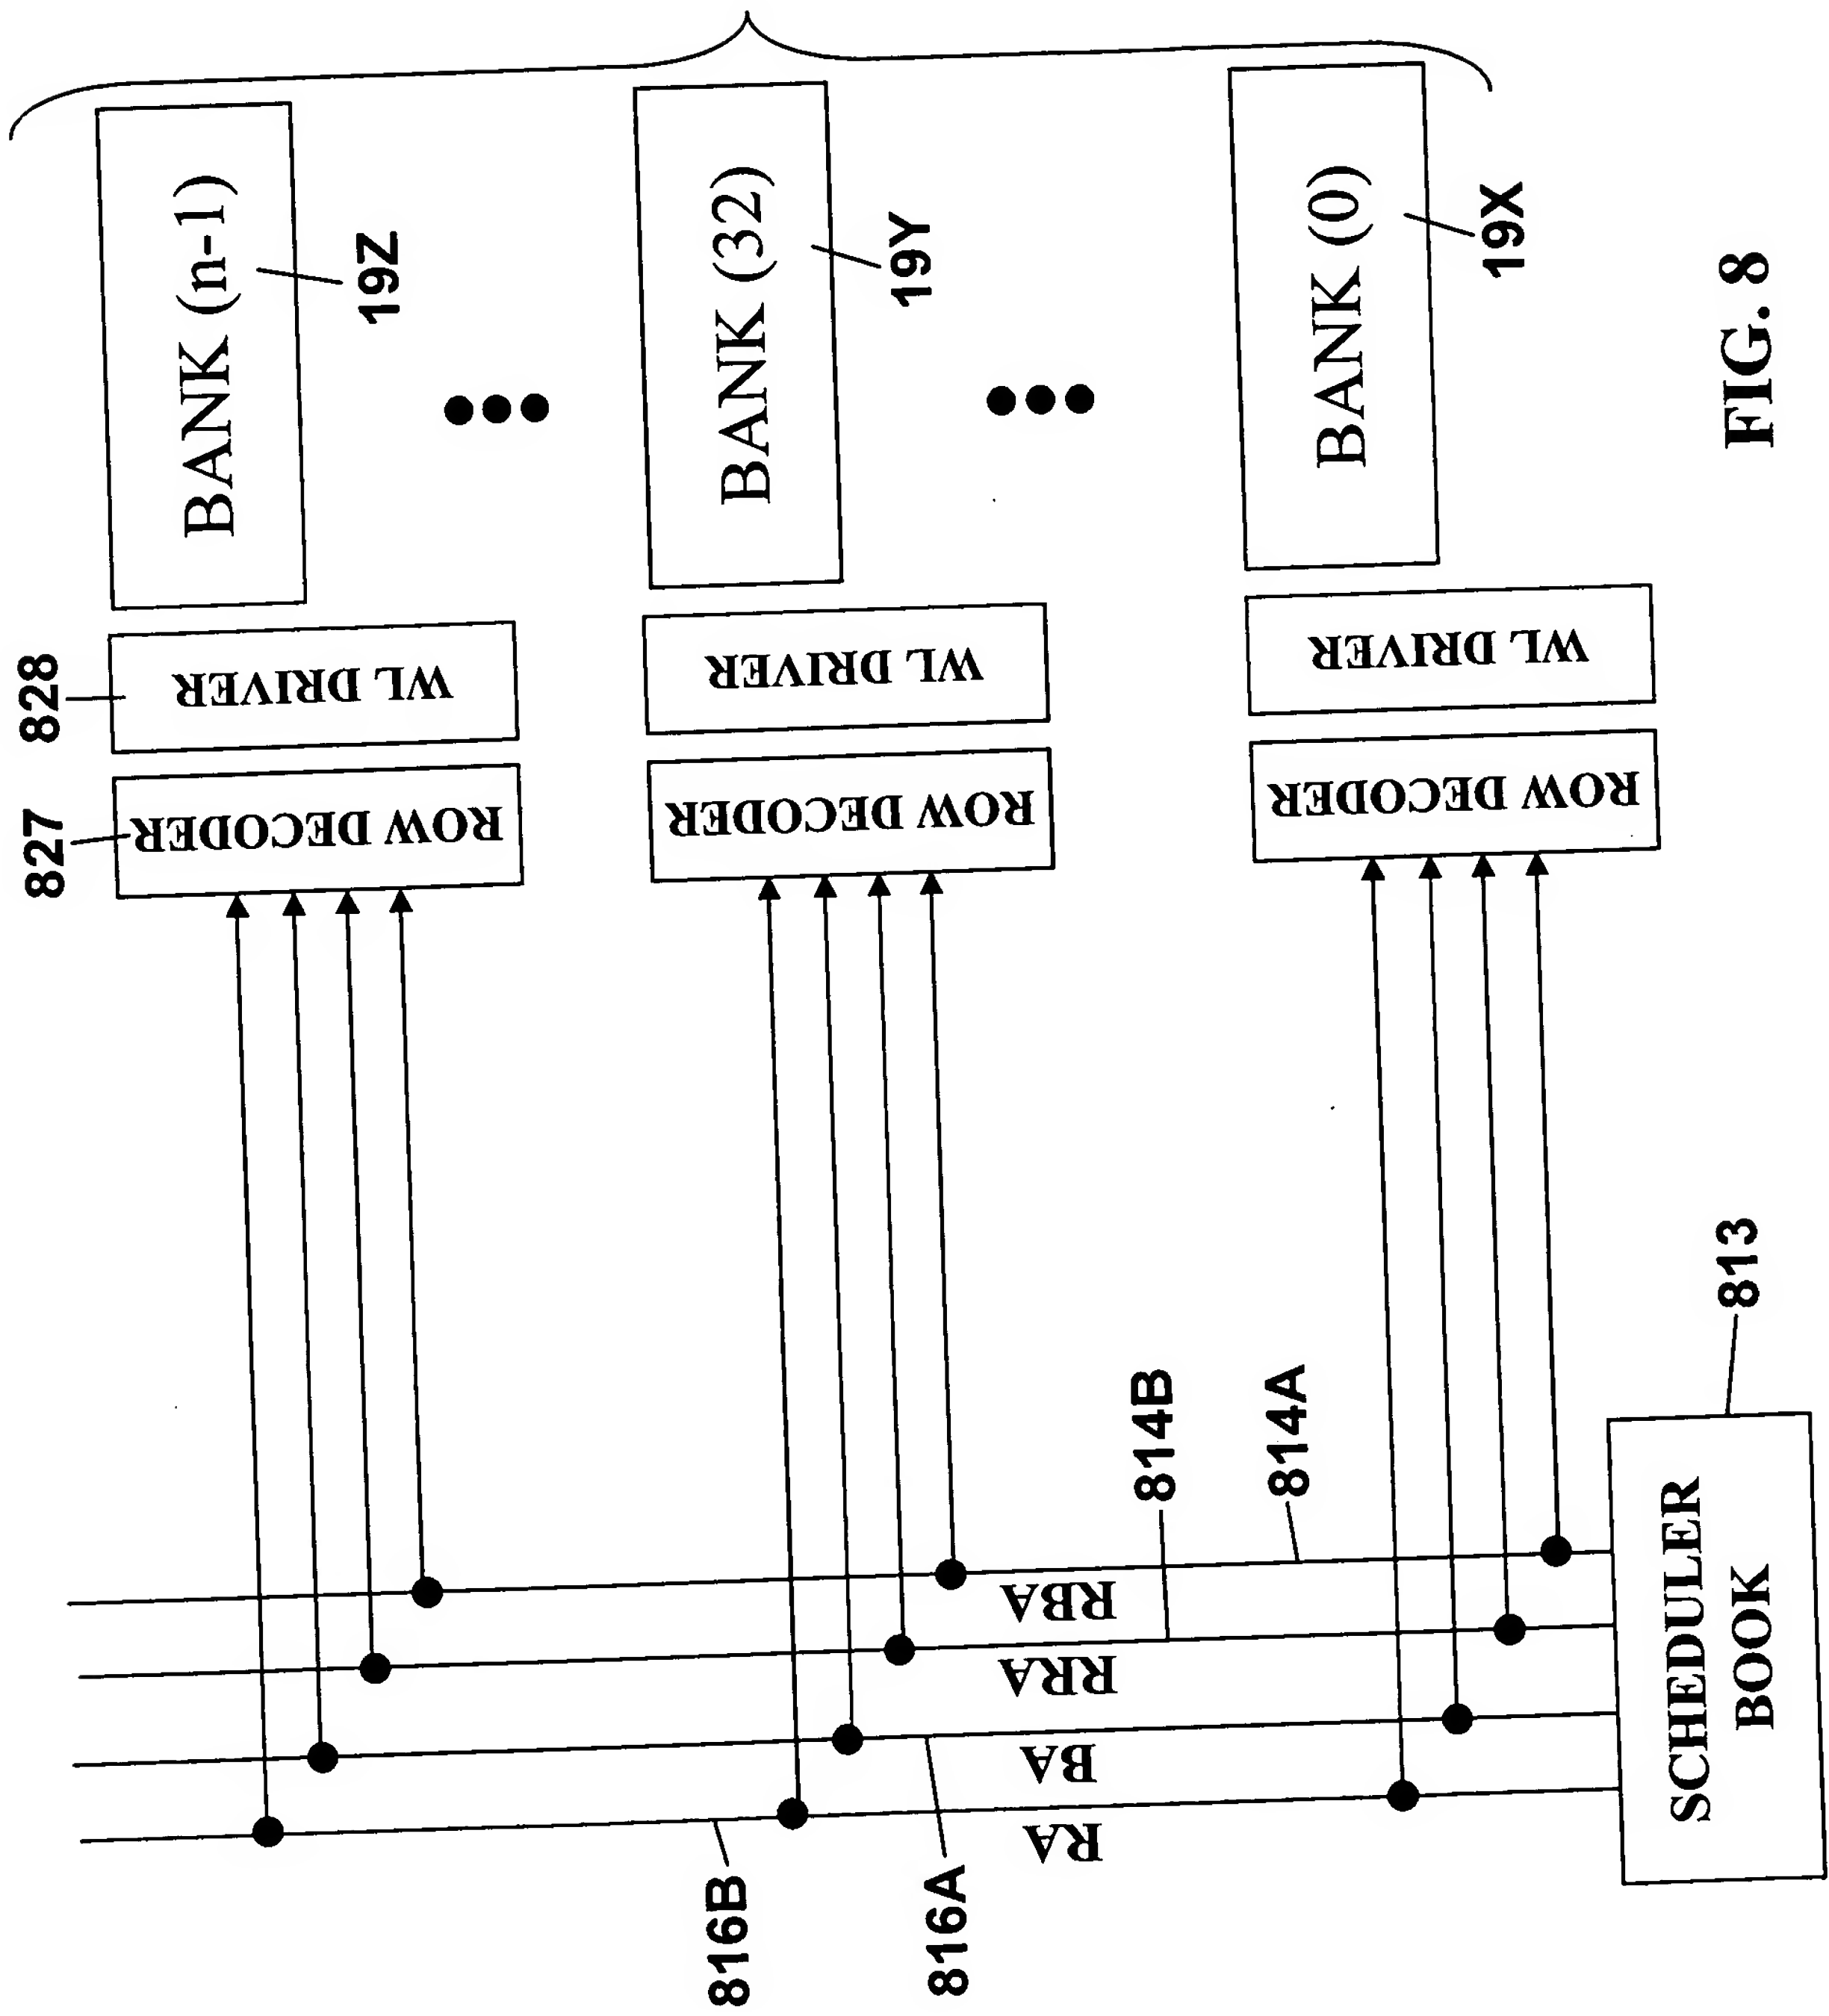 828
827
WL DRIVER
ROW DECODER
BANK (n-1)
19Z
WL DRIVER
ROW DECODER
BANK (32)
19Y
WL DRIVER
ROW DECODER
BANK (0)
19X
816B
816A
RA
BA
RRA
RBA
814B
814A
SCHEDULER
BOOK
813
FIG. 8